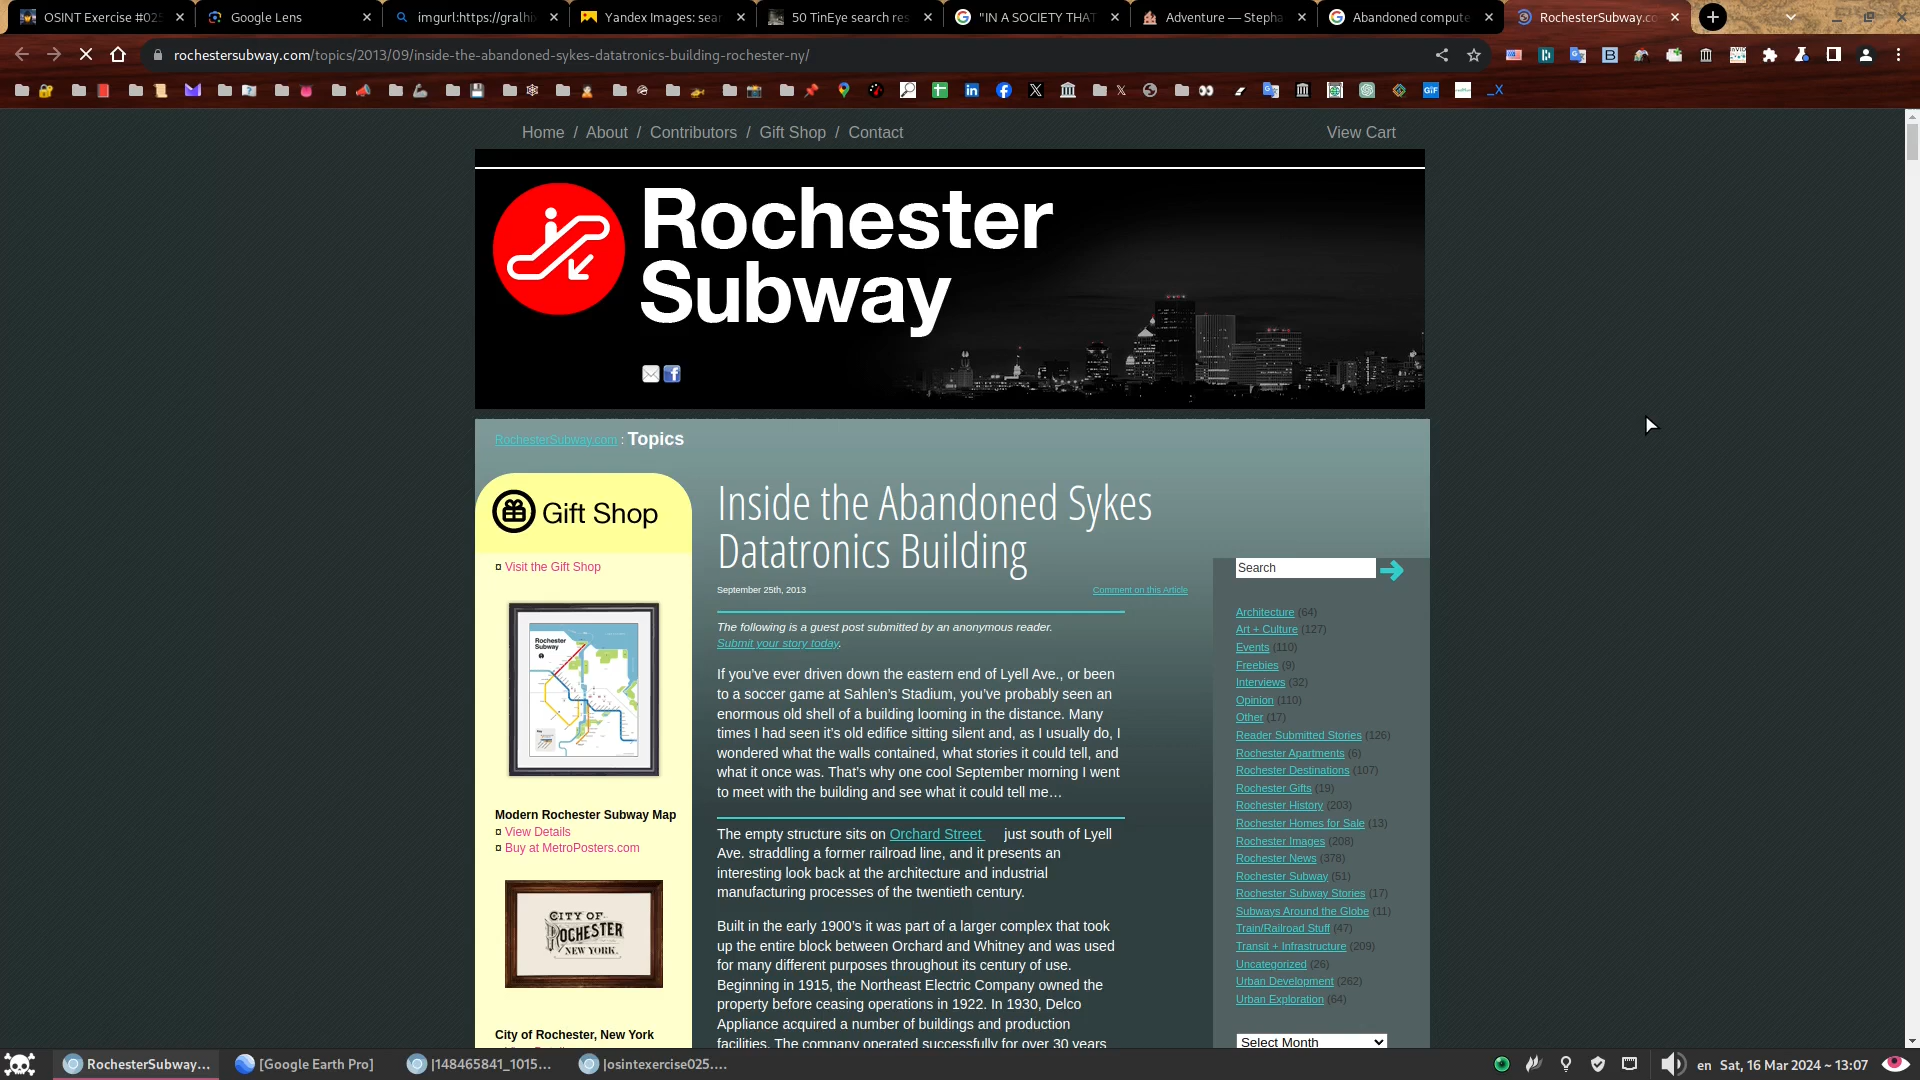 OSINT Exercise #025
Google Lens
imgurl:https://gralhix
Yandex Images: sear
50 TinEye search res
"IN A SOCIETY THAT
Adventure — Stepha
Abandoned compute
RochesterSubway.co
rochestersubway.com/topics/2013/09/inside-the-abandoned-sykes-datatronics-building-rochester-ny/
Home / About / Contributors / Gift Shop / Contact
View Cart
Rochester
Subway
RochesterSubway.com : Topics
Gift Shop
¤ Visit the Gift Shop
Rochester
Subway
Modern Rochester Subway Map
¤ View Details
¤ Buy at MetroPosters.com
CITY OF
ROCHESTER
NEW YORK.
City of Rochester, New York
Inside the Abandoned Sykes
Datatronics Building
September 25th, 2013
Comment on this Article
The following is a guest post submitted by an anonymous reader.
Submit your story today.
If you've ever driven down the eastern end of Lyell Ave., or been
to a soccer game at Sahlen's Stadium, you've probably seen an
enormous old shell of a building looming in the distance. Many
times I had seen it's old edifice sitting silent and, as I usually do, I
wondered what the walls contained, what stories it could tell, and
what it once was. That's why one cool September morning I went
to meet with the building and see what it could tell me…
The empty structure sits on Orchard Street just south of Lyell
Ave. straddling a former railroad line, and it presents an
interesting look back at the architecture and industrial
manufacturing processes of the twentieth century.
Built in the early 1900's it was part of a larger complex that took
up the entire block between Orchard and Whitney and was used
for many different purposes throughout its century of use.
Beginning in 1915, the Northeast Electric Company owned the
property before ceasing operations in 1922. In 1930, Delco
Appliance acquired a number of buildings and production
facilities. The company operated successfully for over 30 years
Search
Architecture (64)
Art + Culture (127)
Events (110)
Freebies (9)
Interviews (32)
Opinion (110)
Other (17)
Reader Submitted Stories (126)
Rochester Apartments (6)
Rochester Destinations (107)
Rochester Gifts (19)
Rochester History (203)
Rochester Homes for Sale (13)
Rochester Images (208)
Rochester News (378)
Rochester Subway (51)
Rochester Subway Stories (17)
Subways Around the Globe (11)
Train/Railroad Stuff (47)
Transit + Infrastructure (209)
Uncategorized (26)
Urban Development (262)
Urban Exploration (64)
Select Month
RochesterSubway...
[Google Earth Pro]
|148465841_1015...
|osintexercise025....
en
Sat, 16 Mar 2024 ~ 13:07